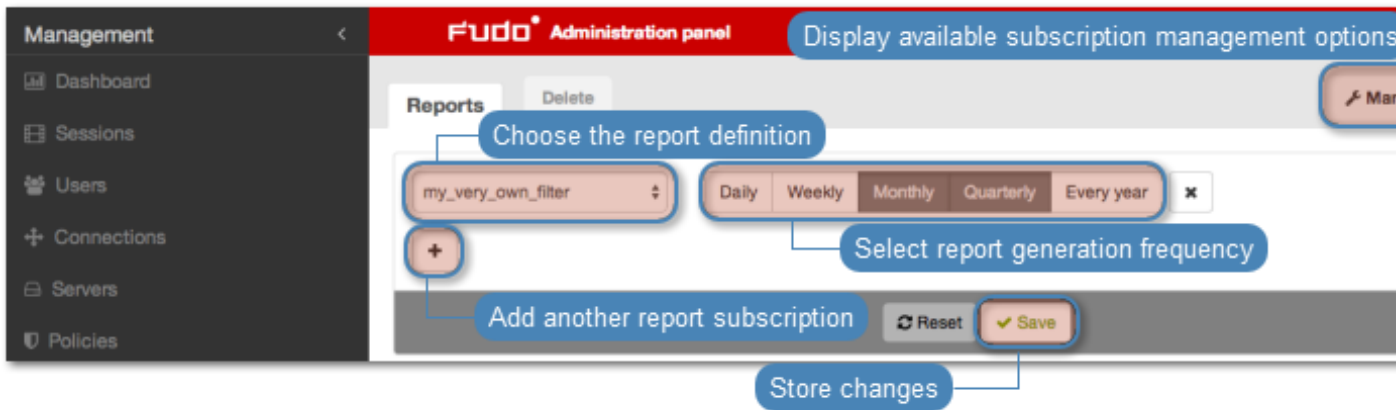 Management
FUDO Administration panel
Display available subscription management options
Dashboard
Reports
Delete
Sessions
Choose the report definition
Users
my_very_own_filter
Daily
Weekly
Monthly
Quarterly
Every year
Connections
Select report generation frequency
Servers
Add another report subscription
Reset
Save
Policies
Store changes